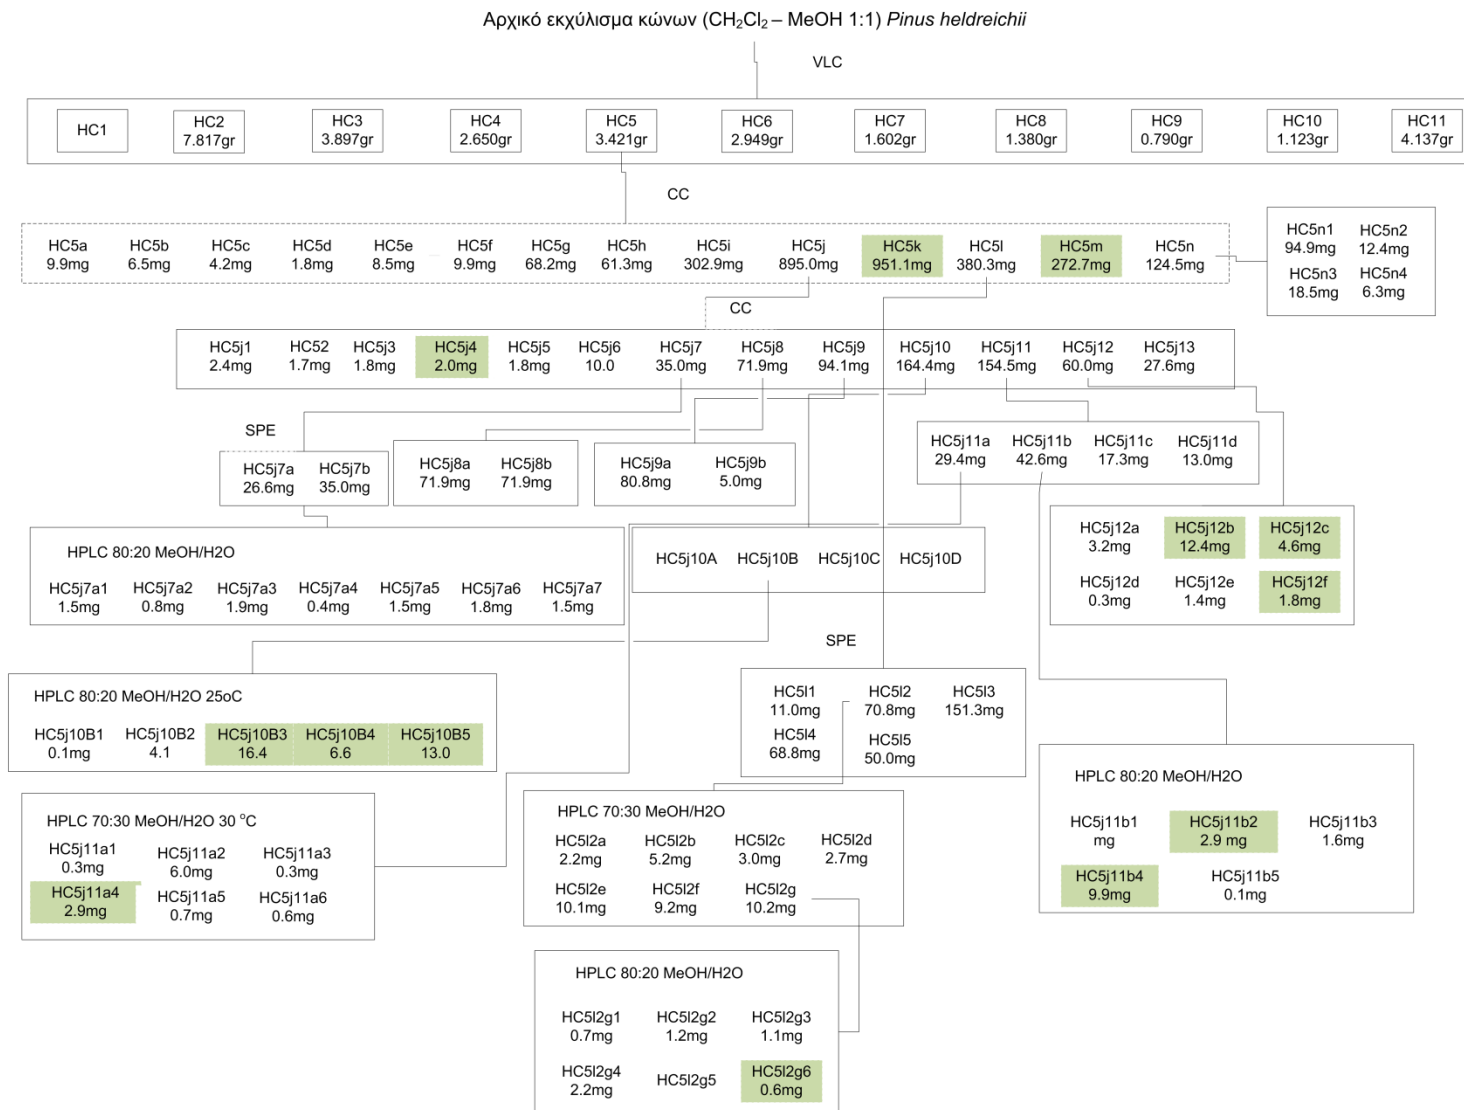 Αρχικό εκχύλισμα κώνων (CH₂Cl₂ – MeOH 1:1) Pinus heldreichii
VLC
HC1 HC2 HC3 HC4 HC5 HC6 HC7 HC8 HC9 HC10 HC11
7.817gr 3.897gr 2.650gr 3.421gr 2.949gr 1.602gr 1.380gr 0.790gr 1.123gr 4.137gr
CC
HC5a HC5b HC5c HC5d HC5e HC5f HC5g HC5h HC5i HC5j HC5k HC5l HC5m HC5n
9.9mg 6.5mg 4.2mg 1.8mg 8.5mg 9.9mg 68.2mg 61.3mg 302.9mg 895.0mg 951.1mg 380.3mg 272.7mg 124.5mg
HC5n1 HC5n2
94.9mg 12.4mg
HC5n3 HC5n4
18.5mg 6.3mg
CC
HC5j1 HC52 HC5j3 HC5j4 HC5j5 HC5j6 HC5j7 HC5j8 HC5j9 HC5j10 HC5j11 HC5j12 HC5j13
2.4mg 1.7mg 1.8mg 2.0mg 1.8mg 10.0 35.0mg 71.9mg 94.1mg 164.4mg 154.5mg 60.0mg 27.6mg
SPE
HC5j7a HC5j7b
26.6mg 35.0mg
HC5j8a HC5j8b
71.9mg 71.9mg
HC5j9a HC5j9b
80.8mg 5.0mg
HC5j11a HC5j11b HC5j11c HC5j11d
29.4mg 42.6mg 17.3mg 13.0mg
HPLC 80:20 MeOH/H2O
HC5j7a1 HC5j7a2 HC5j7a3 HC5j7a4 HC5j7a5 HC5j7a6 HC5j7a7
1.5mg 0.8mg 1.9mg 0.4mg 1.5mg 1.8mg 1.5mg
HC5j10A HC5j10B HC5j10C HC5j10D
HC5j12a HC5j12b HC5j12c
3.2mg 12.4mg 4.6mg
HC5j12d HC5j12e HC5j12f
0.3mg 1.4mg 1.8mg
SPE
HPLC 80:20 MeOH/H2O 25oC
HC5j10B1 HC5j10B2 HC5j10B3 HC5j10B4 HC5j10B5
0.1mg 4.1 16.4 6.6 13.0
HC5l1 HC5l2 HC5l3
11.0mg 70.8mg 151.3mg
HC5l4 HC5l5
68.8mg 50.0mg
HPLC 80:20 MeOH/H2O
HC5j11b1 HC5j11b2 HC5j11b3
mg 2.9 mg 1.6mg
HC5j11b4 HC5j11b5
9.9mg 0.1mg
HPLC 70:30 MeOH/H2O 30 °C
HC5j11a1 HC5j11a2 HC5j11a3
0.3mg 6.0mg 0.3mg
HC5j11a4 HC5j11a5 HC5j11a6
2.9mg 0.7mg 0.6mg
HPLC 70:30 MeOH/H2O
HC5l2a HC5l2b HC5l2c HC5l2d
2.2mg 5.2mg 3.0mg 2.7mg
HC5l2e HC5l2f HC5l2g
10.1mg 9.2mg 10.2mg
HPLC 80:20 MeOH/H2O
HC5l2g1 HC5l2g2 HC5l2g3
0.7mg 1.2mg 1.1mg
HC5l2g4 HC5l2g5 HC5l2g6
2.2mg 0.6mg